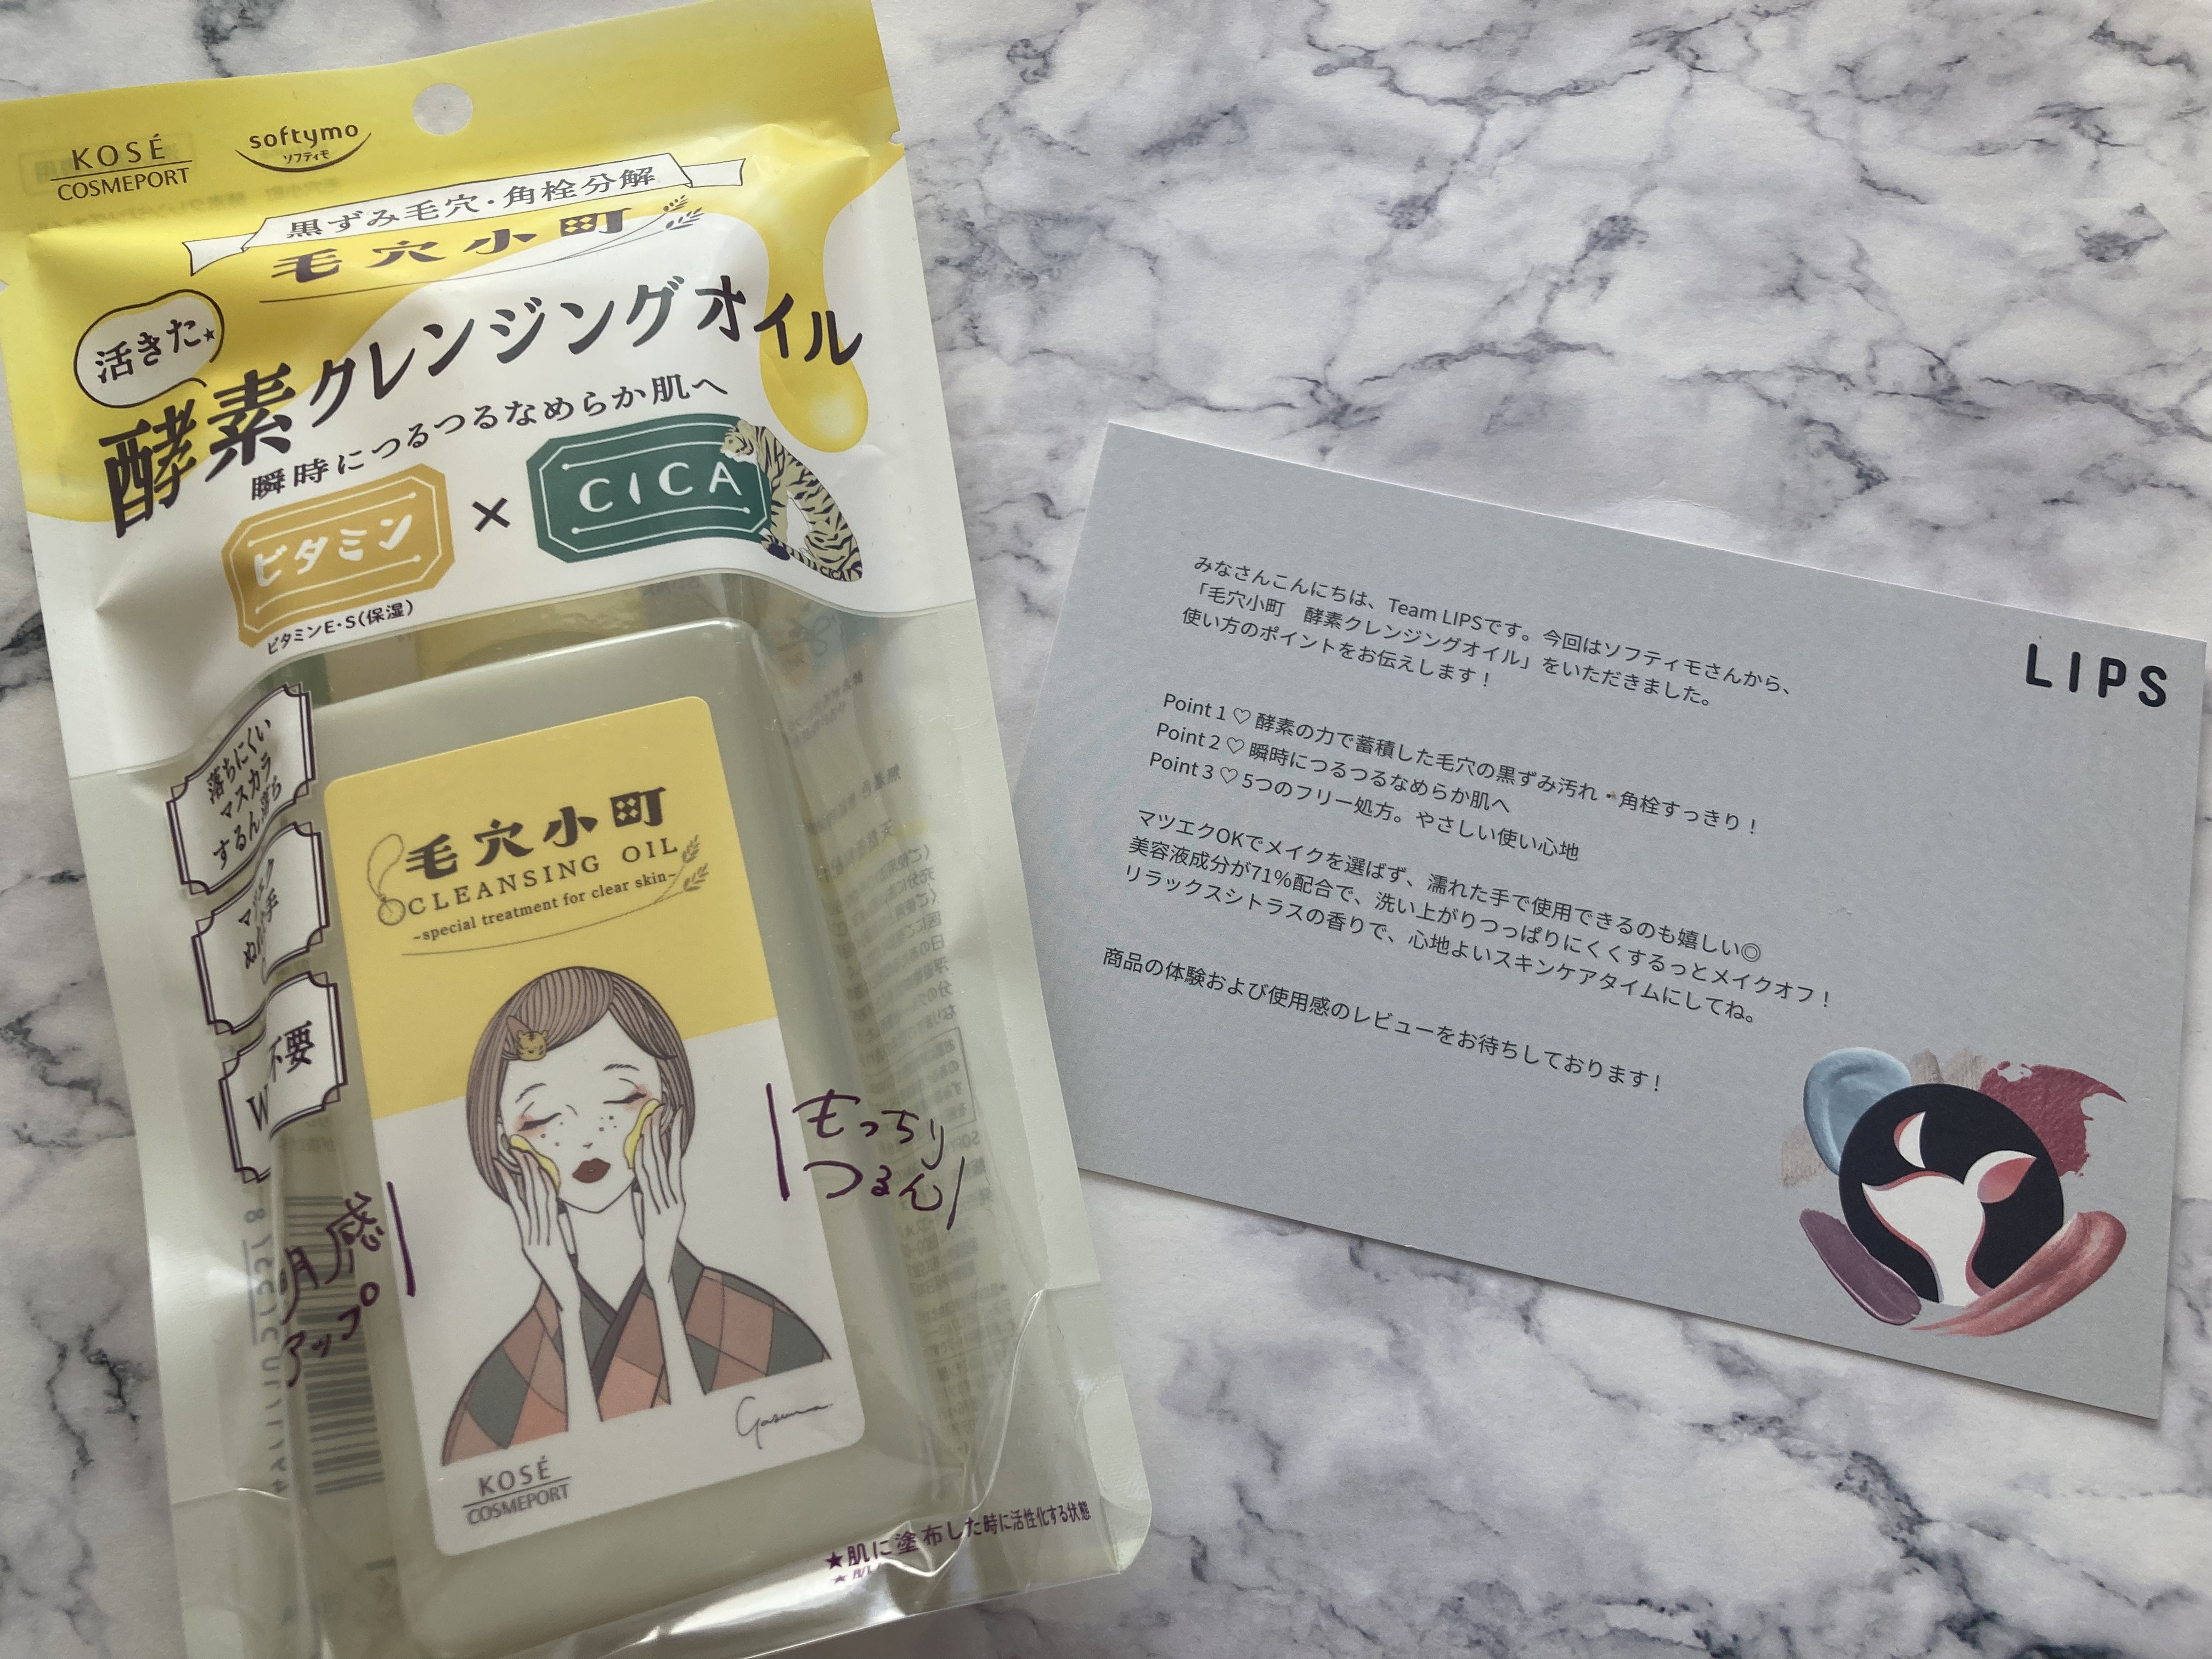 KOSÉ
COSMEPORT
softymo
ソフティモ
黒ずみ毛穴・角栓分解
毛穴小町
活きた★
酵素クレンジングオイル
瞬時につるつるなめらか肌へ
ビタミン × CICA
CICA
ビタミンE・S(保湿)
落ちにくい
マスカラ
するん落ち
マツエク
ぬれた手
W 不要
毛穴小町
CLEANSING OIL
-special treatment for clear skin-
もっちり
つるん
肌感
アップ
Gasuma
KOSÉ
COSMEPORT
★肌に塗布した時に活性化する状態
LIPS
みなさんこんにちは、Team LIPSです。今回はソフティモさんから、
「毛穴小町 酵素クレンジングオイル」をいただきました。
使い方のポイントをお伝えします！
Point 1 ♡ 酵素の力で蓄積した毛穴の黒ずみ汚れ・角栓すっきり！
Point 2 ♡ 瞬時につるつるなめらか肌へ
Point 3 ♡ 5つのフリー処方。やさしい使い心地
マツエクOKでメイクを選ばず、濡れた手で使用できるのも嬉しい◎
美容液成分が71%配合で、洗い上がりつっぱりにくくするっとメイクオフ！
リラックスシトラスの香りで、心地よいスキンケアタイムにしてね。
商品の体験および使用感のレビューをお待ちしております！